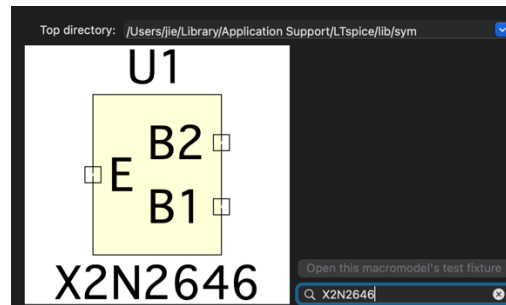 Top directory: /Users/jie/Library/Application Support/LTspice/lib/sym
U1
B2
E
B1
X2N2646
Open this macromodel's test fixture
X2N2646